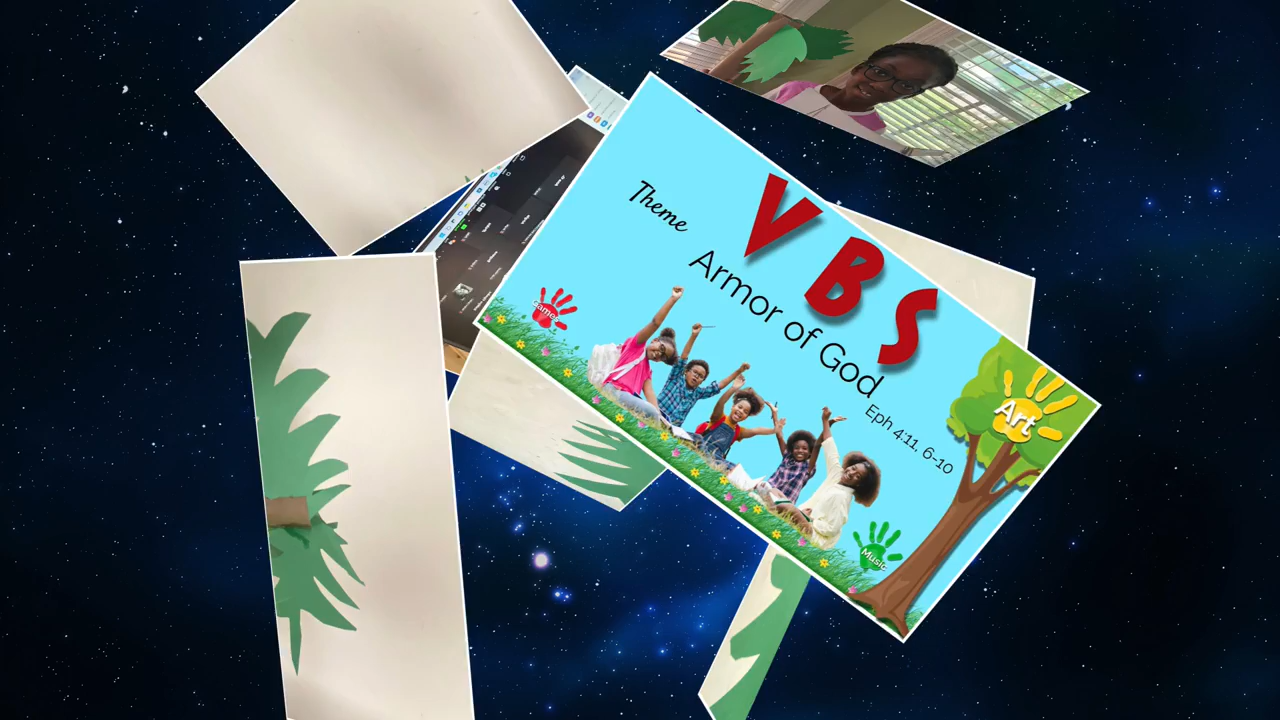 VBS
Theme
Armor of God
Eph 4:11, 6-10
Games
Art
Music